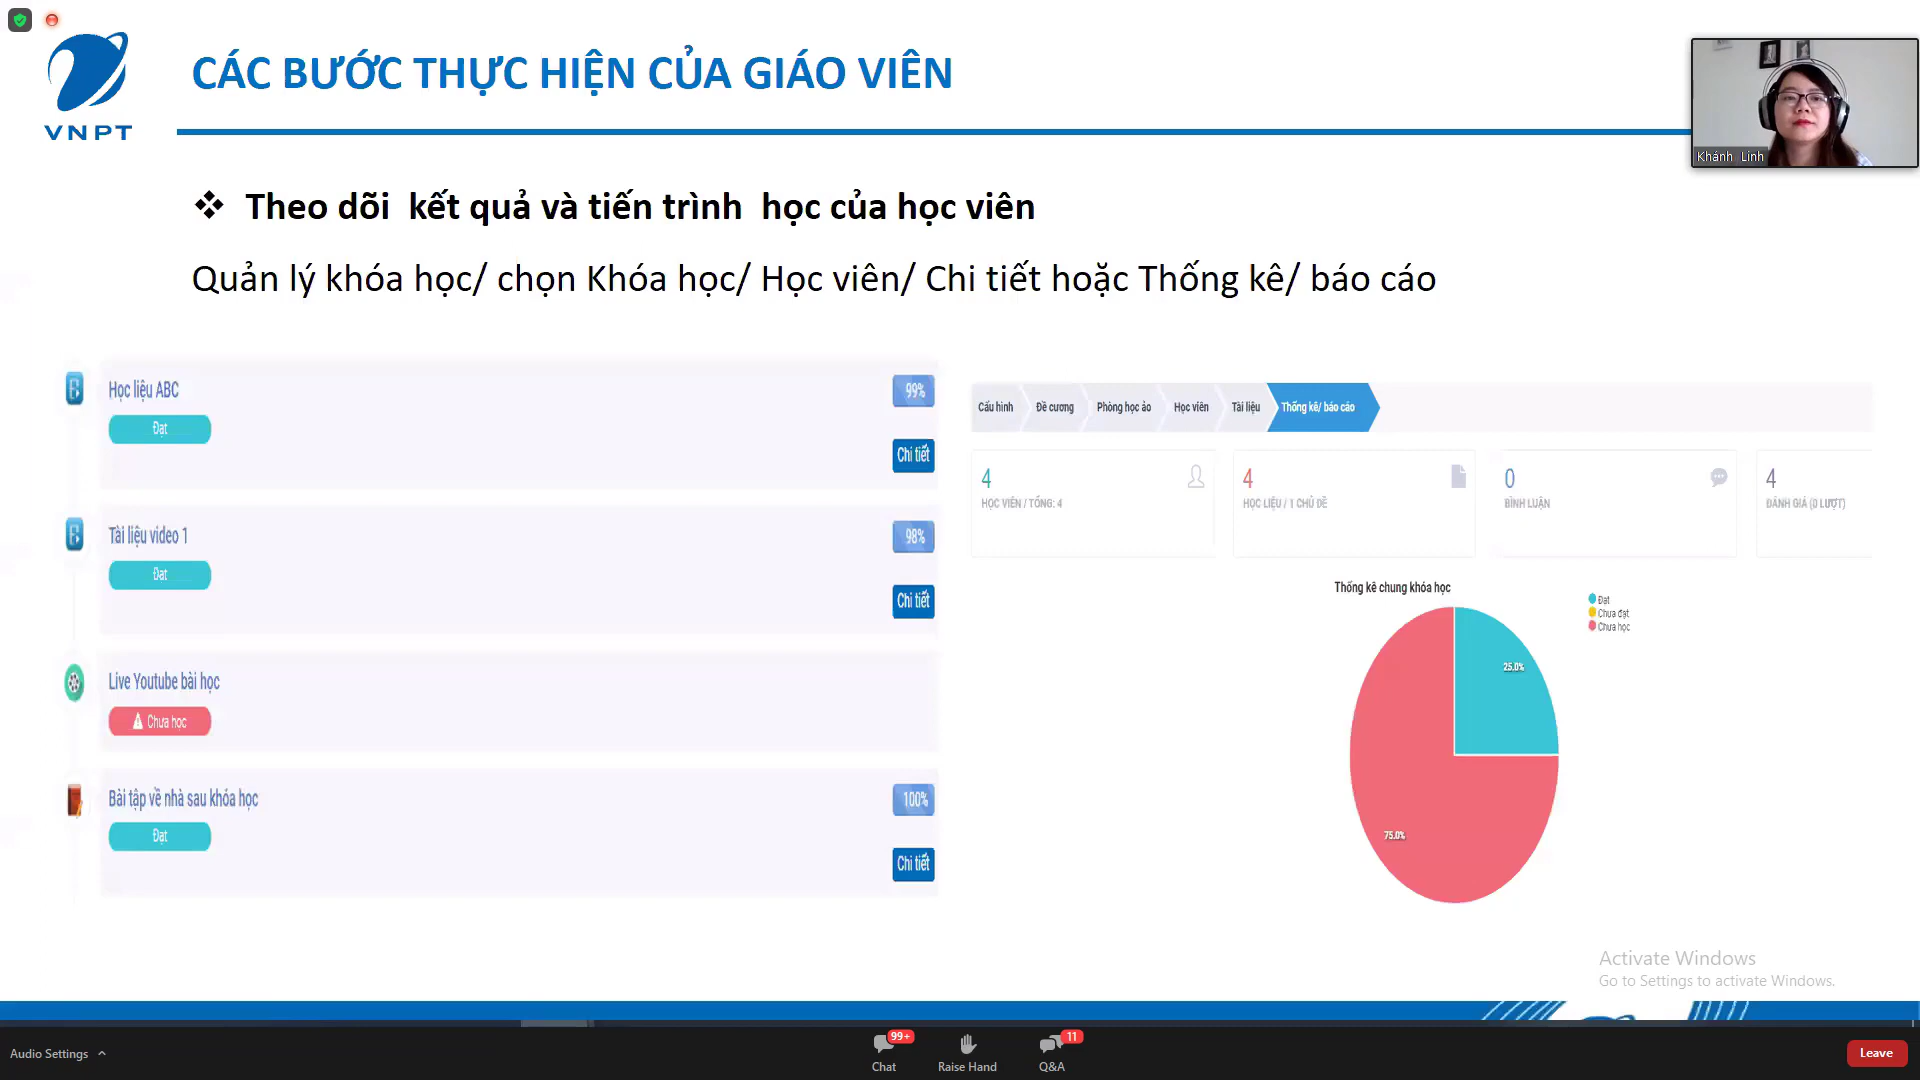 VNPT
CÁC BƯỚC THỰC HIỆN CỦA GIÁO VIÊN
Khánh Linh
Theo dõi kết quả và tiến trình học của học viên
Quản lý khóa học/ chọn Khóa học/ Học viên/ Chi tiết hoặc Thống kê/ báo cáo
Học liệu ABC
99%
Đạt
Chi tiết
Tài liệu video 1
98%
Đạt
Chi tiết
Live Youtube bài học
Chưa học
Bài tập về nhà sau khóa học
100%
Đạt
Chi tiết
Cấu hình Đề cương Phòng học ảo Học viên Tài liệu Thống kê/ báo cáo
4
HỌC VIÊN / TỔNG: 4
4
HỌC LIỆU / 1 CHỦ ĐỀ
0
BÌNH LUẬN
4
ĐÁNH GIÁ (0 LƯỢT)
Thống kê chung khóa học
Đạt
Chưa đạt
Chưa học
25.0%
75.0%
Activate Windows
Go to Settings to activate Windows.
Audio Settings
99+
Chat
Raise Hand
11
Q&A
Leave